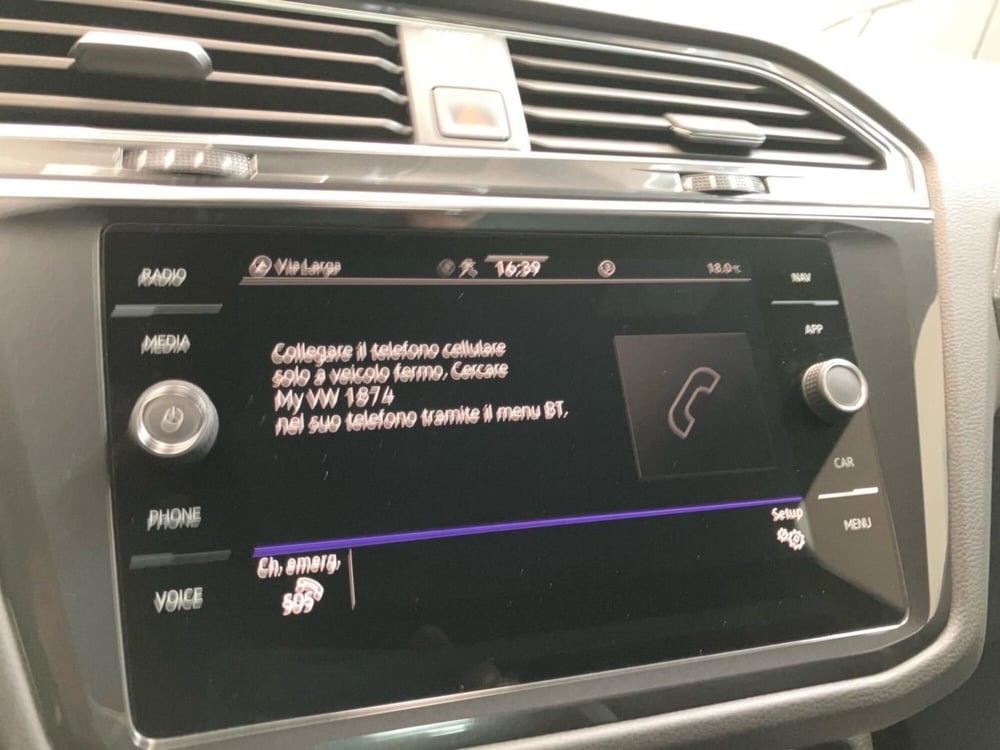 RADIO
MEDIA
PHONE
VOICE
Via Larga
16:39
18.0°C
Collegare il telefono cellulare
solo a veicolo fermo. Cercare
My VW 1874
nel suo telefono tramite il menu BT.
Setup
Ch. emerg.
SOS
NAV
APP
CAR
MENU